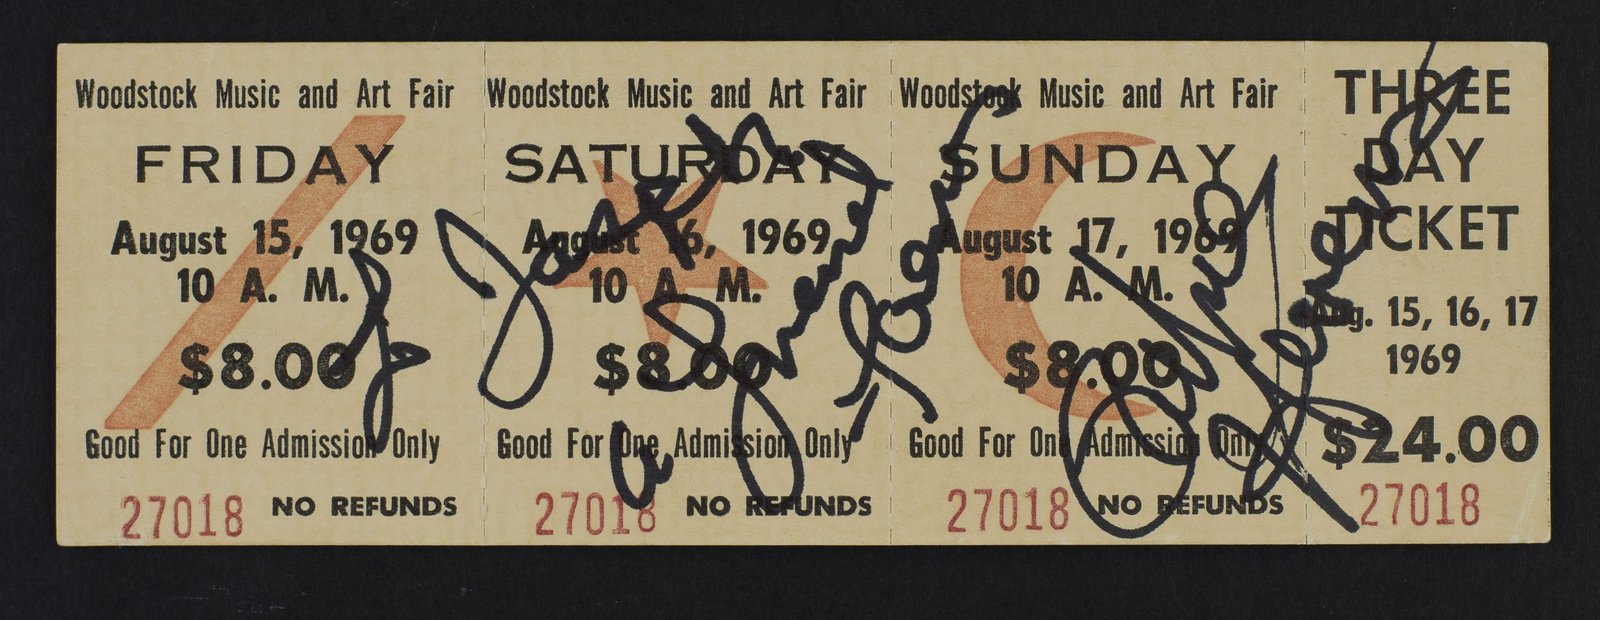 Woodstock Music and Art Fair
FRIDAY
August 15, 1969
10 A. M.
$8.00
Good For One Admission Only
27018 NO REFUNDS
Woodstock Music and Art Fair
SATURDAY
August 16, 1969
10 A. M.
$8.00
Good For One Admission Only
27018 NO REFUNDS
Woodstock Music and Art Fair
SUNDAY
August 17, 1969
10 A. M.
$8.00
Good For One Admission Only
27018 NO REFUNDS
THREE
DAY
TICKET
Aug. 15, 16, 17
1969
$24.00
27018
To Joseph
a Friend